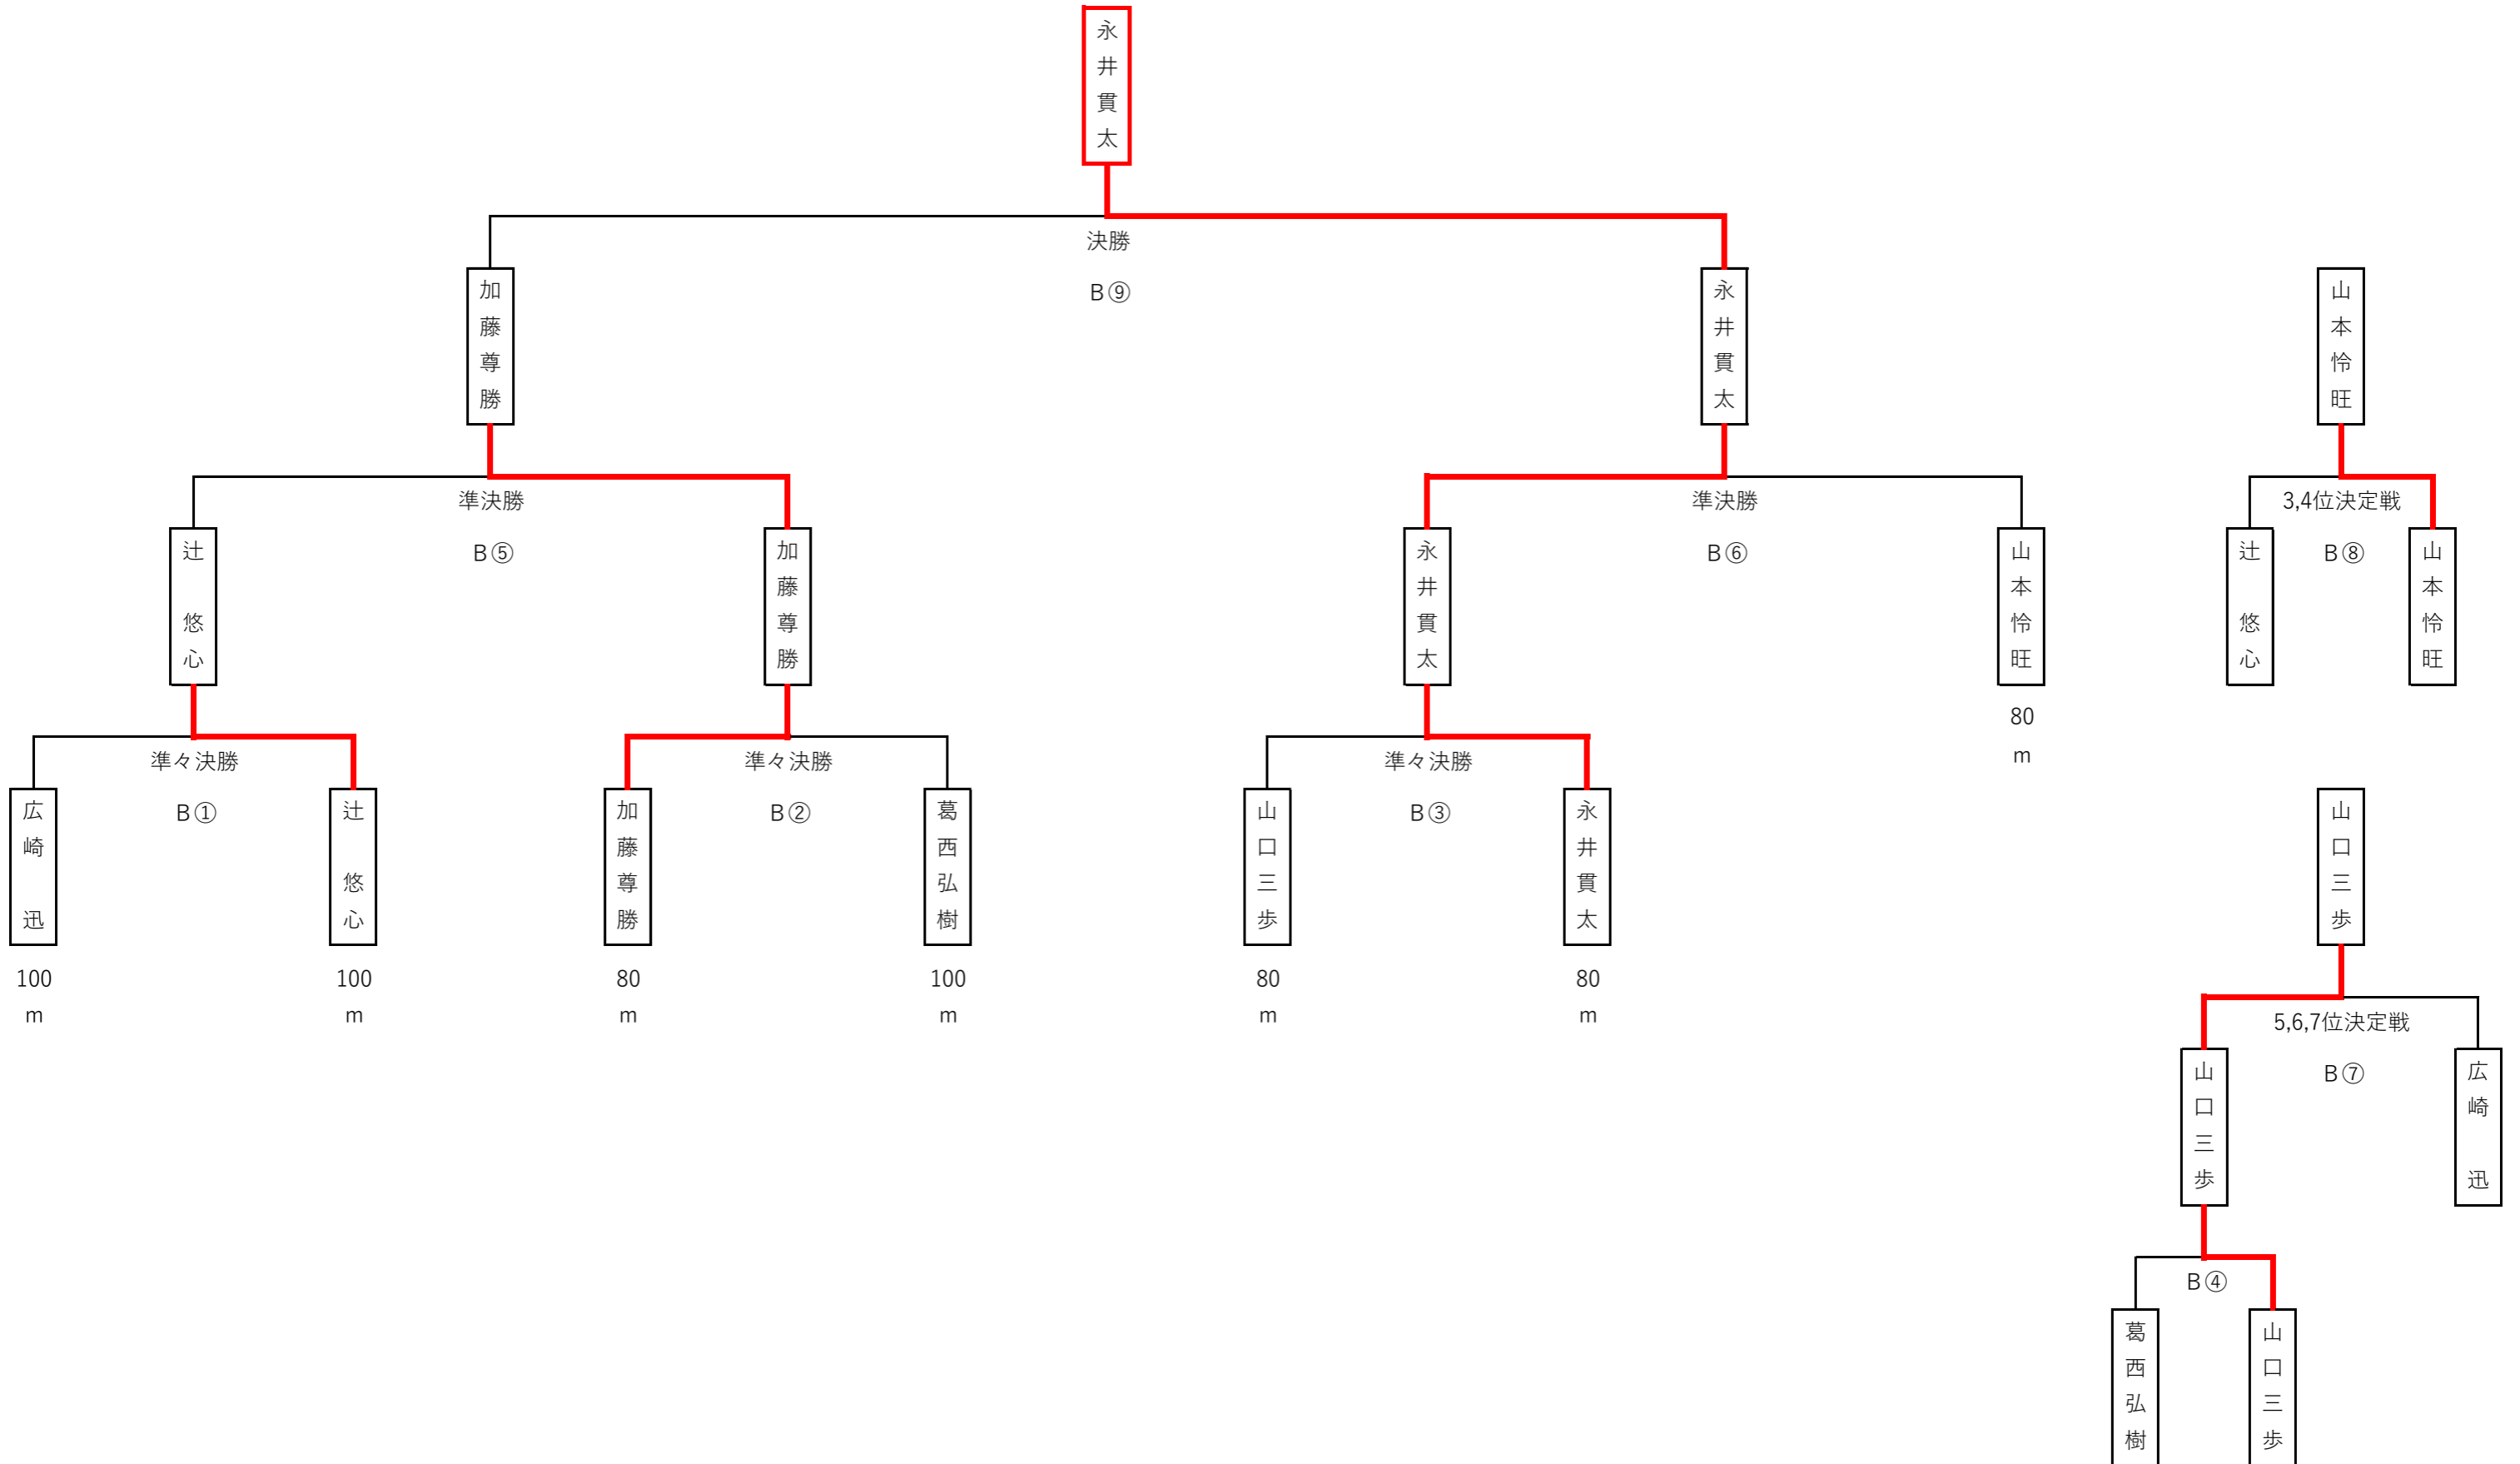 永井貫太
決勝
B⑨
加藤尊勝
永井貫太
山本怜旺
準決勝
B⑤
準決勝
B⑥
3,4位決定戦
B⑧
辻 悠心
加藤尊勝
永井貫太
山本怜旺
80
m
辻 悠心
山本怜旺
準々決勝
B①
準々決勝
B②
準々決勝
B③
広崎 迅
100
m
辻 悠心
100
m
加藤尊勝
80
m
葛西弘樹
100
m
山口三歩
80
m
永井貫太
80
m
山口三歩
5,6,7位決定戦
B⑦
山口三歩
広崎 迅
B④
葛西弘樹
山口三歩